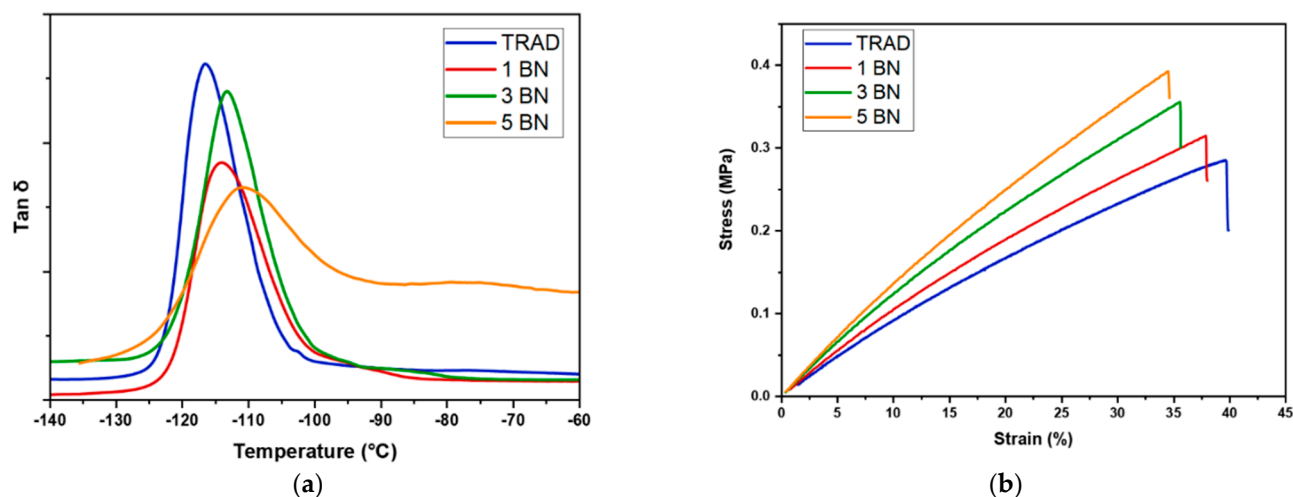 TRAD
1 BN
3 BN
5 BN
Tan δ
-140 -130 -120 -110 -100 -90 -80 -70 -60
Temperature (°C)
(a)
TRAD
1 BN
3 BN
5 BN
0.4
0.3
0.2
0.1
0.0
Stress (MPa)
0 5 10 15 20 25 30 35 40 45
Strain (%)
(b)